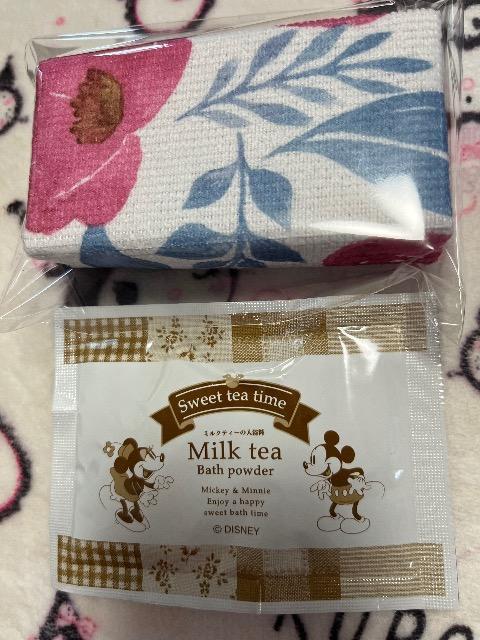 Sweet tea time
ミルクティーの入浴料
Milk tea
Bath powder
Mickey & Minnie
Enjoy a happy
sweet bath time
© DISNEY